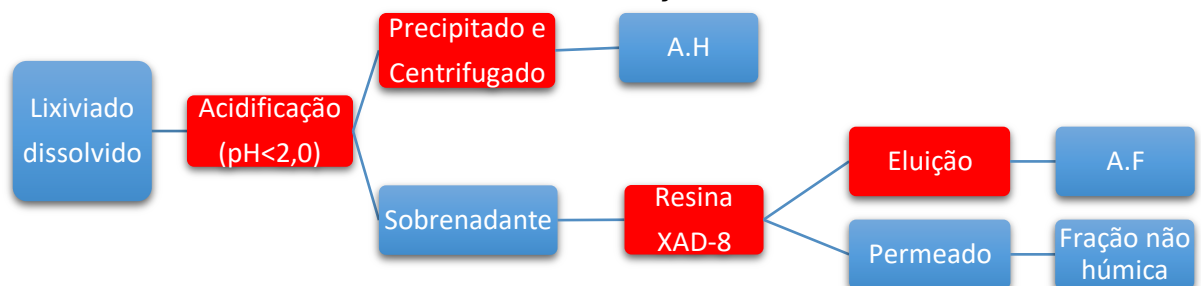 Lixiviado
dissolvido
Acidificação
(pH<2,0)
Precipitado e
Centrifugado
A.H
Sobrenadante
Resina
XAD-8
Eluição
A.F
Permeado
Fração não
húmica